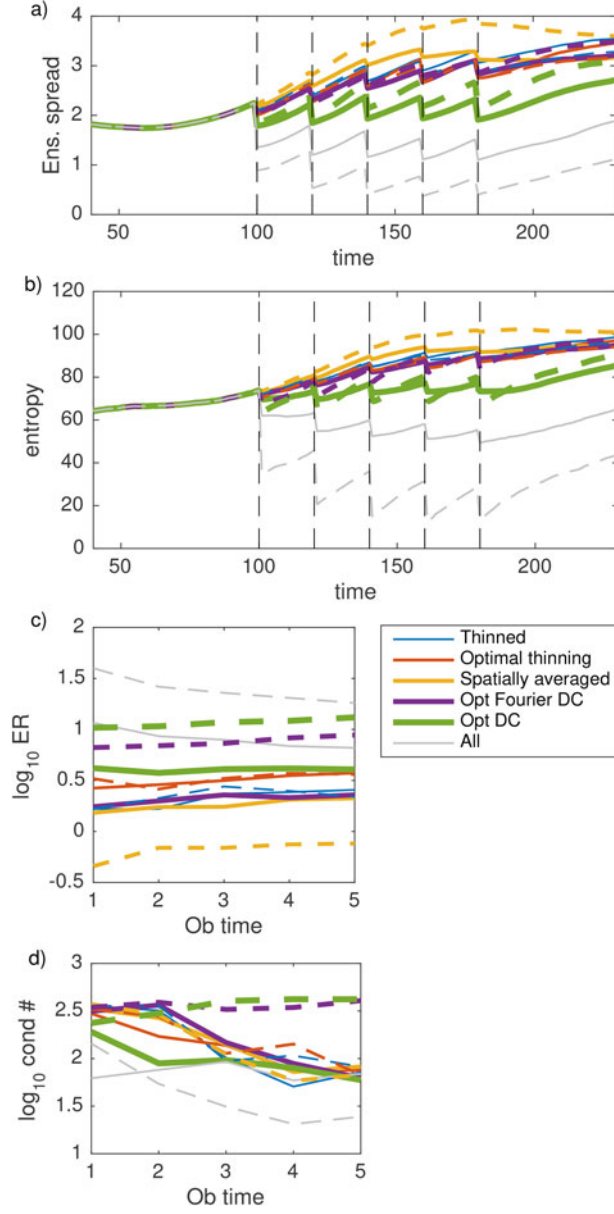 a)
4
3
2
1
0
Ens. spread
50 100 150 200
time
b)
120
100
80
60
40
20
0
entropy
50 100 150 200
time
c)
2
1.5
1
0.5
0
-0.5
log10 ER
1 2 3 4 5
Ob time
Thinned
Optimal thinning
Spatially averaged
Opt Fourier DC
Opt DC
All
d)
3
2.5
2
1.5
1
log10 cond #
1 2 3 4 5
Ob time